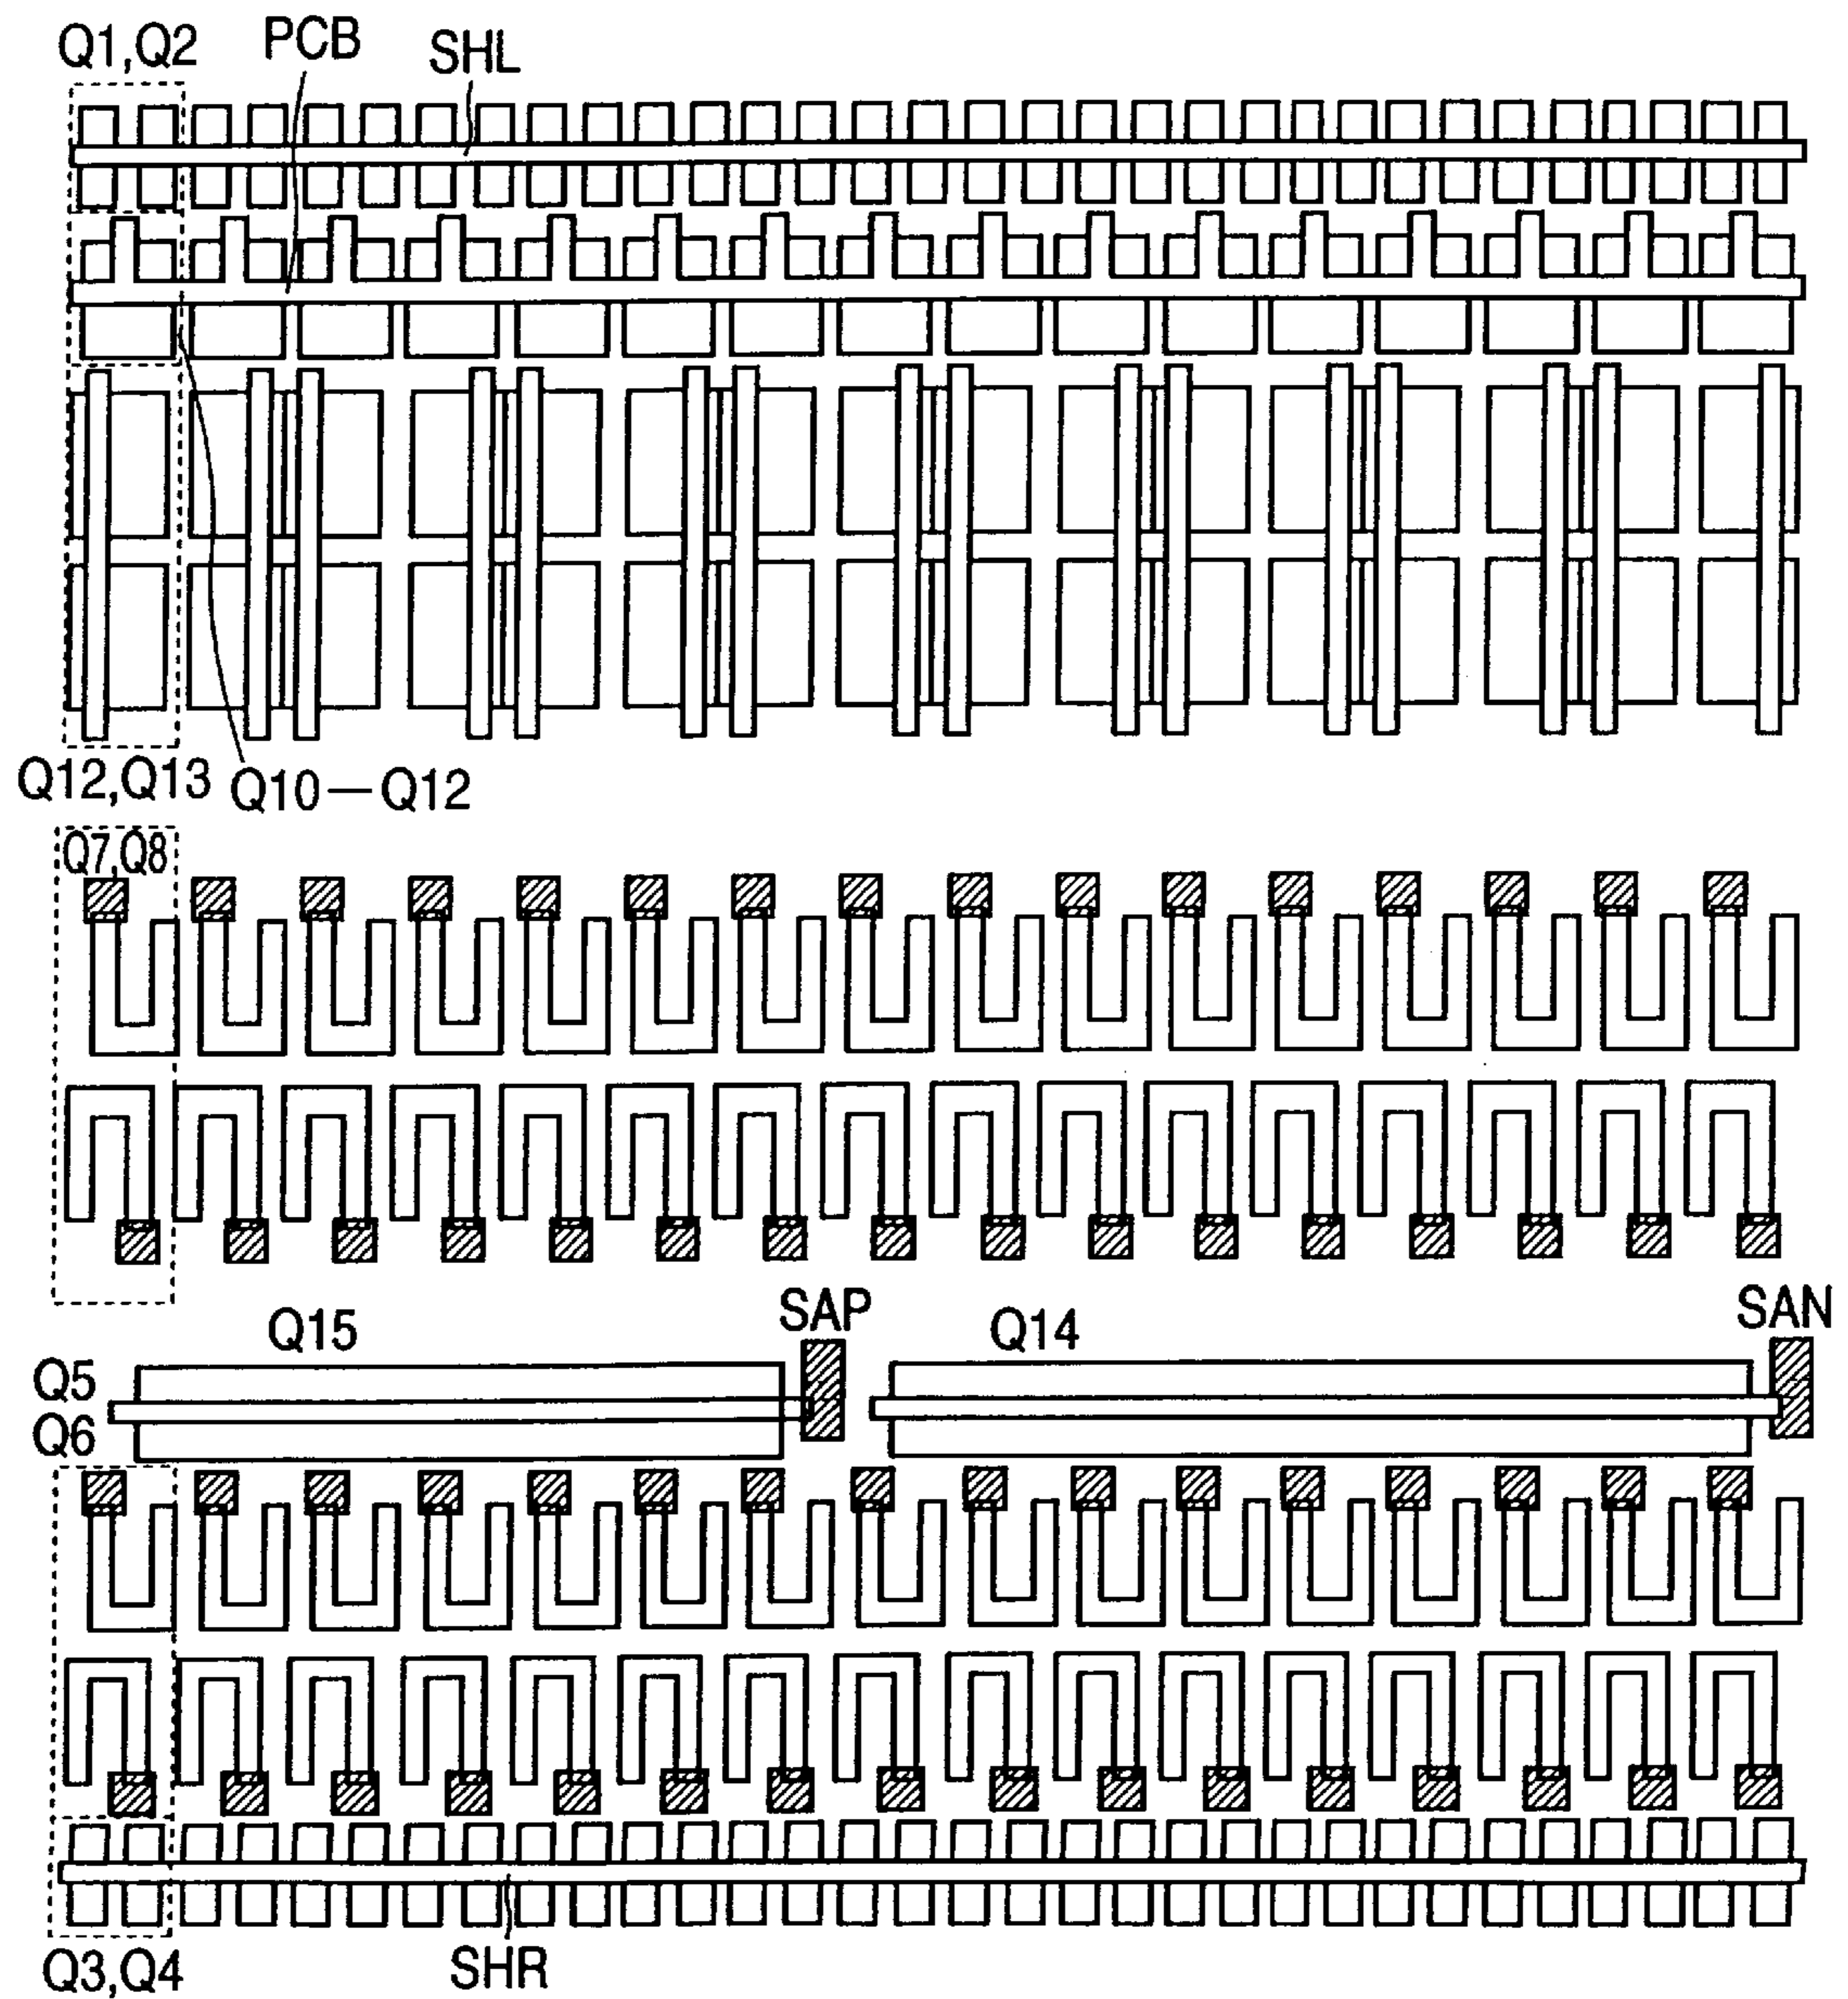 Q1,Q2
PCB
SHL
Q12,Q13
Q10—Q12
Q7,Q8
Q15
SAP
Q14
SAN
Q5
Q6
Q3,Q4
SHR